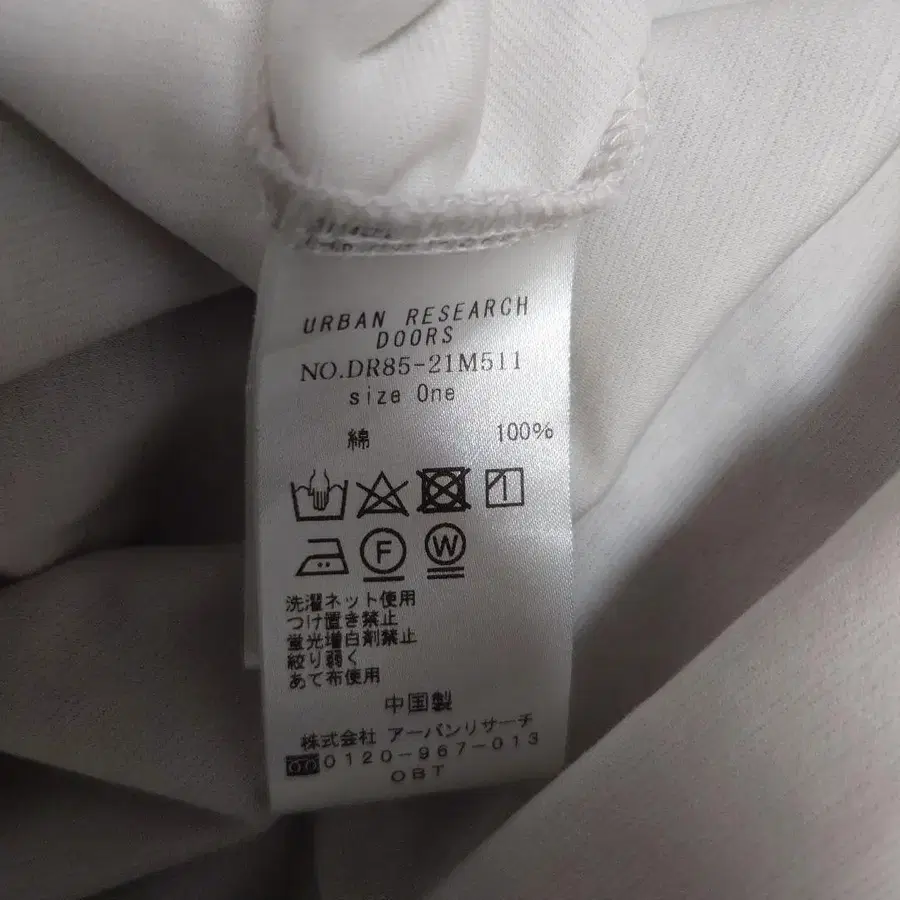 URBAN RESEARCH
DOORS
NO.DR85-21M511
size One
綿 100%
F W
洗濯ネット使用
つけ置き禁止
蛍光増白剤禁止
絞り弱く
あて布使用
中国製
株式会社 アーバンリサーチ
0120-967-013
OBT